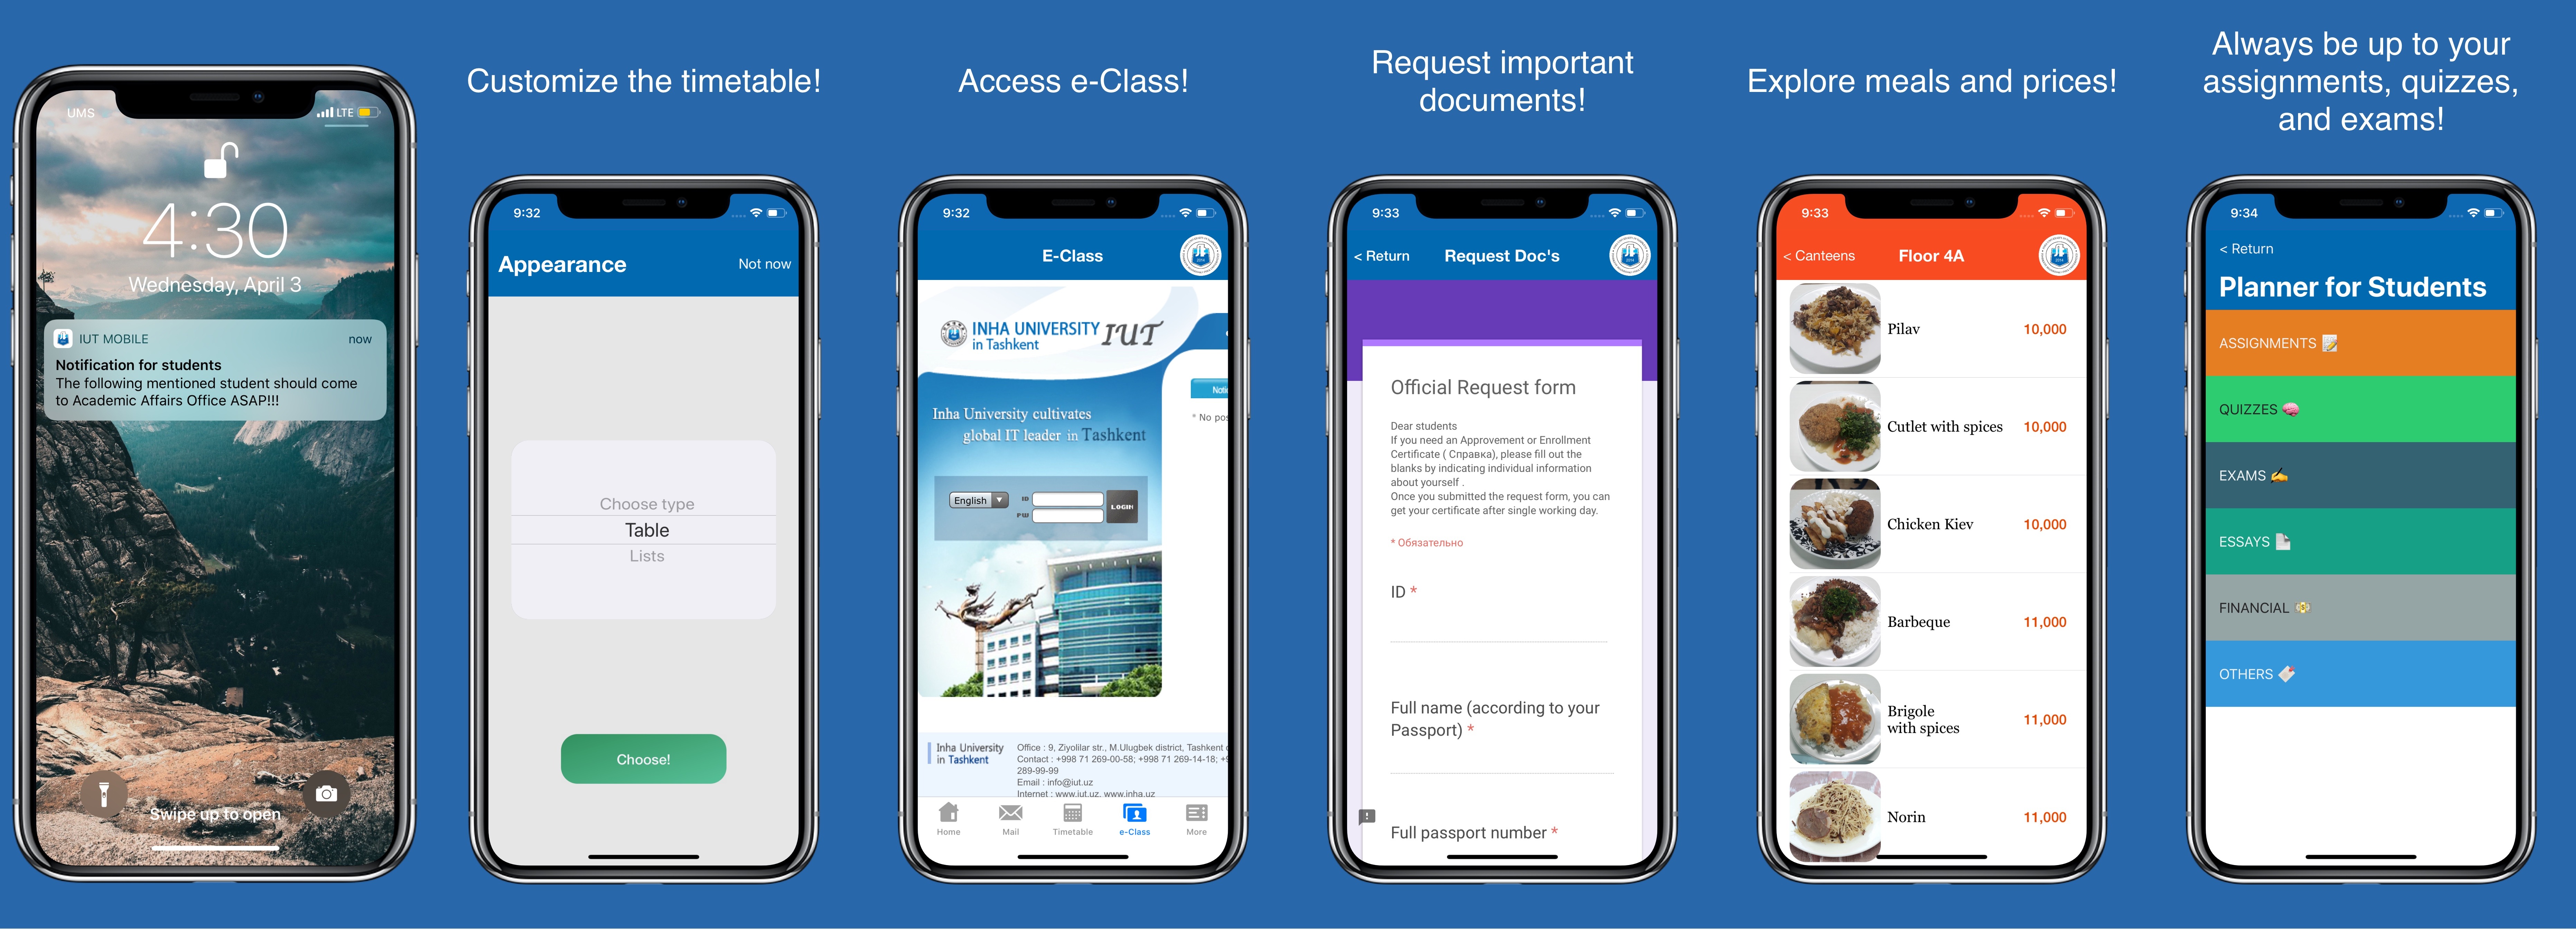 UMS
LTE
4:30
Wednesday, April 3
IUT MOBILE
now
Notification for students
The following mentioned student should come
to Academic Affairs Office ASAP!!!
Swipe up to open
Customize the timetable!
9:32
Appearance
Not now
Choose type
Table
Lists
Choose!
Access e-Class!
9:32
E-Class
INHA UNIVERSITY
in Tashkent
IUT
Inha University cultivates
global IT leader in Tashkent
English
ID
PW
LOGIN
Noti
* No pos
Inha University
in Tashkent
Office : 9, Ziyolilar str., M.Ulugbek district, Tashkent
Contact : +998 71 269-00-58; +998 71 269-14-18; +9
289-99-99
Email : info@iut.uz
Internet : www.iut.uz, www.inha.uz
Home
Mail
Timetable
e-Class
More
Request important
documents!
9:33
< Return
Request Doc's
Official Request form
Dear students
If you need an Approvement or Enrollment
Certificate ( Справка), please fill out the
blanks by indicating individual information
about yourself .
Once you submitted the request form, you can
get your certificate after single working day.
* Обязательно
ID *
Full name (according to your
Passport) *
Full passport number *
Explore meals and prices!
9:33
< Canteens
Floor 4A
Pilav 10,000
Cutlet with spices 10,000
Chicken Kiev 10,000
Barbeque 11,000
Brigole
with spices 11,000
Norin 11,000
Always be up to your
assignments, quizzes,
and exams!
9:34
< Return
Planner for Students
ASSIGNMENTS
QUIZZES
EXAMS
ESSAYS
FINANCIAL
OTHERS